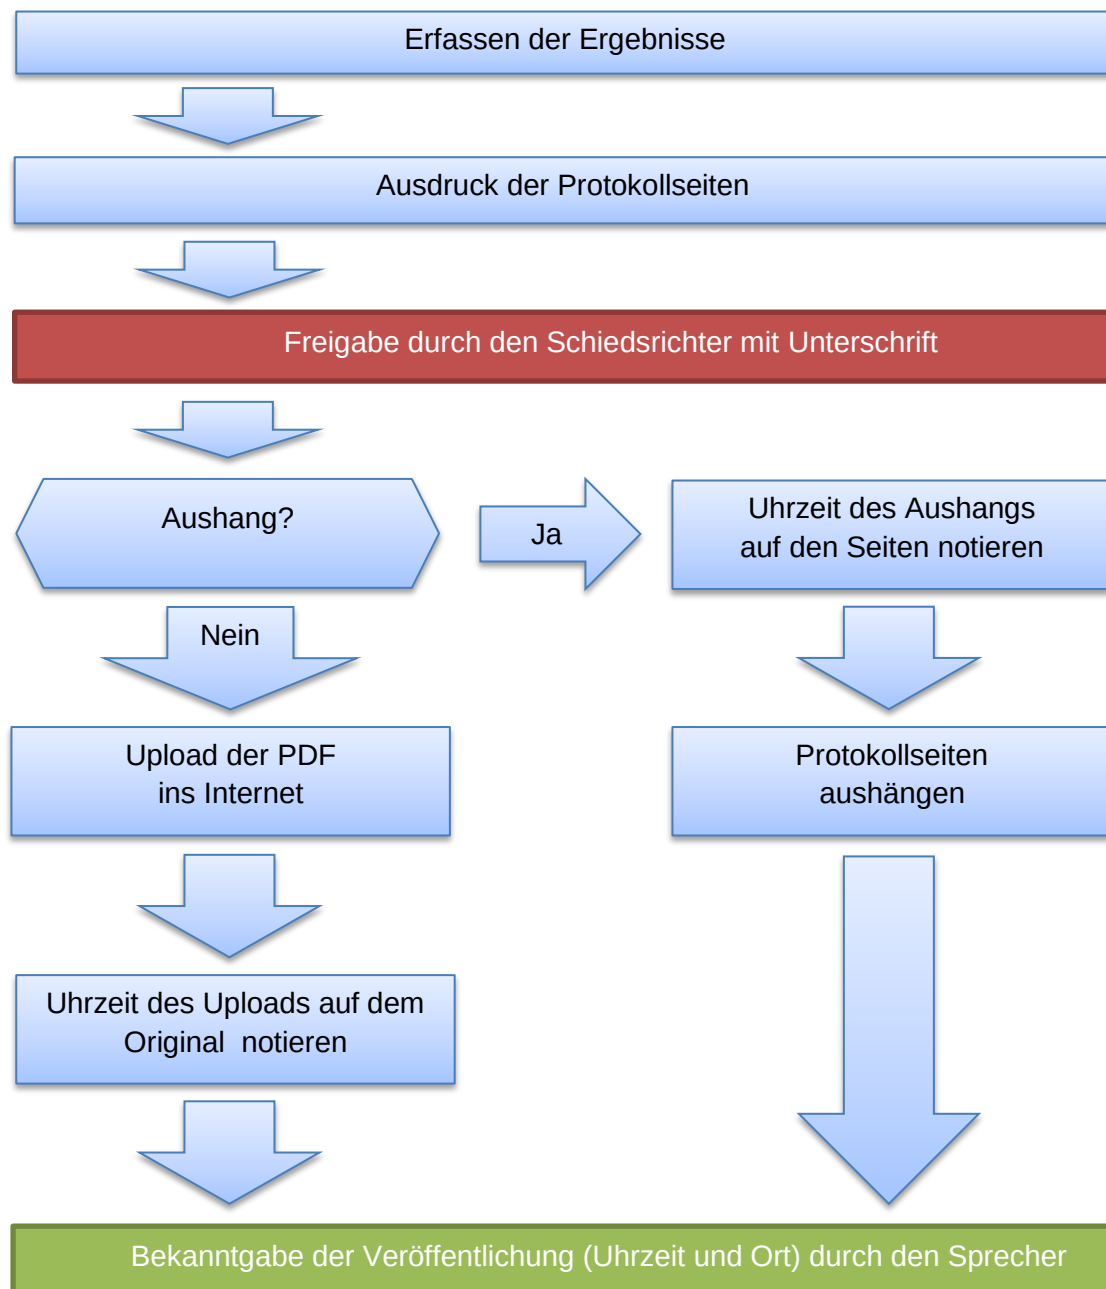 Erfassen der Ergebnisse
Ausdruck der Protokollseiten
Freigabe durch den Schiedsrichter mit Unterschrift
Aushang?
Ja
Uhrzeit des Aushangs
auf den Seiten notieren
Nein
Upload der PDF
ins Internet
Protokollseiten
aushängen
Uhrzeit des Uploads auf dem
Original  notieren
Bekanntgabe der Veröffentlichung (Uhrzeit und Ort) durch den Sprecher